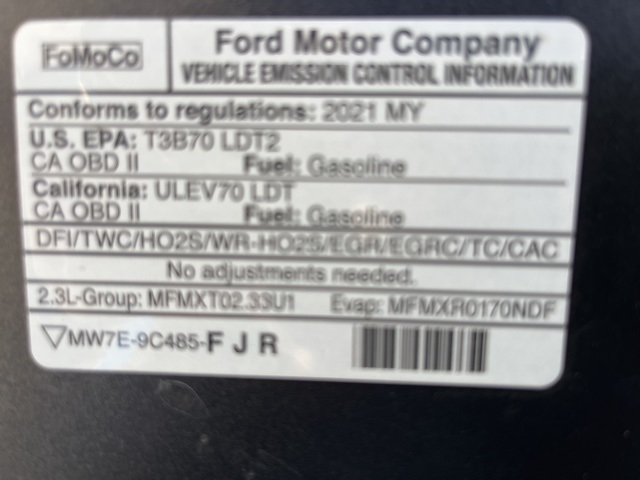 FoMoCo
Ford Motor Company
VEHICLE EMISSION CONTROL INFORMATION
Conforms to regulations: 2021 MY
U.S. EPA: T3B70 LDT2
CA OBD II Fuel: Gasoline
California: ULEV70 LDT
CA OBD II Fuel: Gasoline
DFI/TWC/HO2S/WR-HO2S/EGR/EGRC/TC/CAC
No adjustments needed.
2.3L-Group: MFMXT02.33U1 Evap: MFMXR0170NDF
MW7E-9C485-F J R